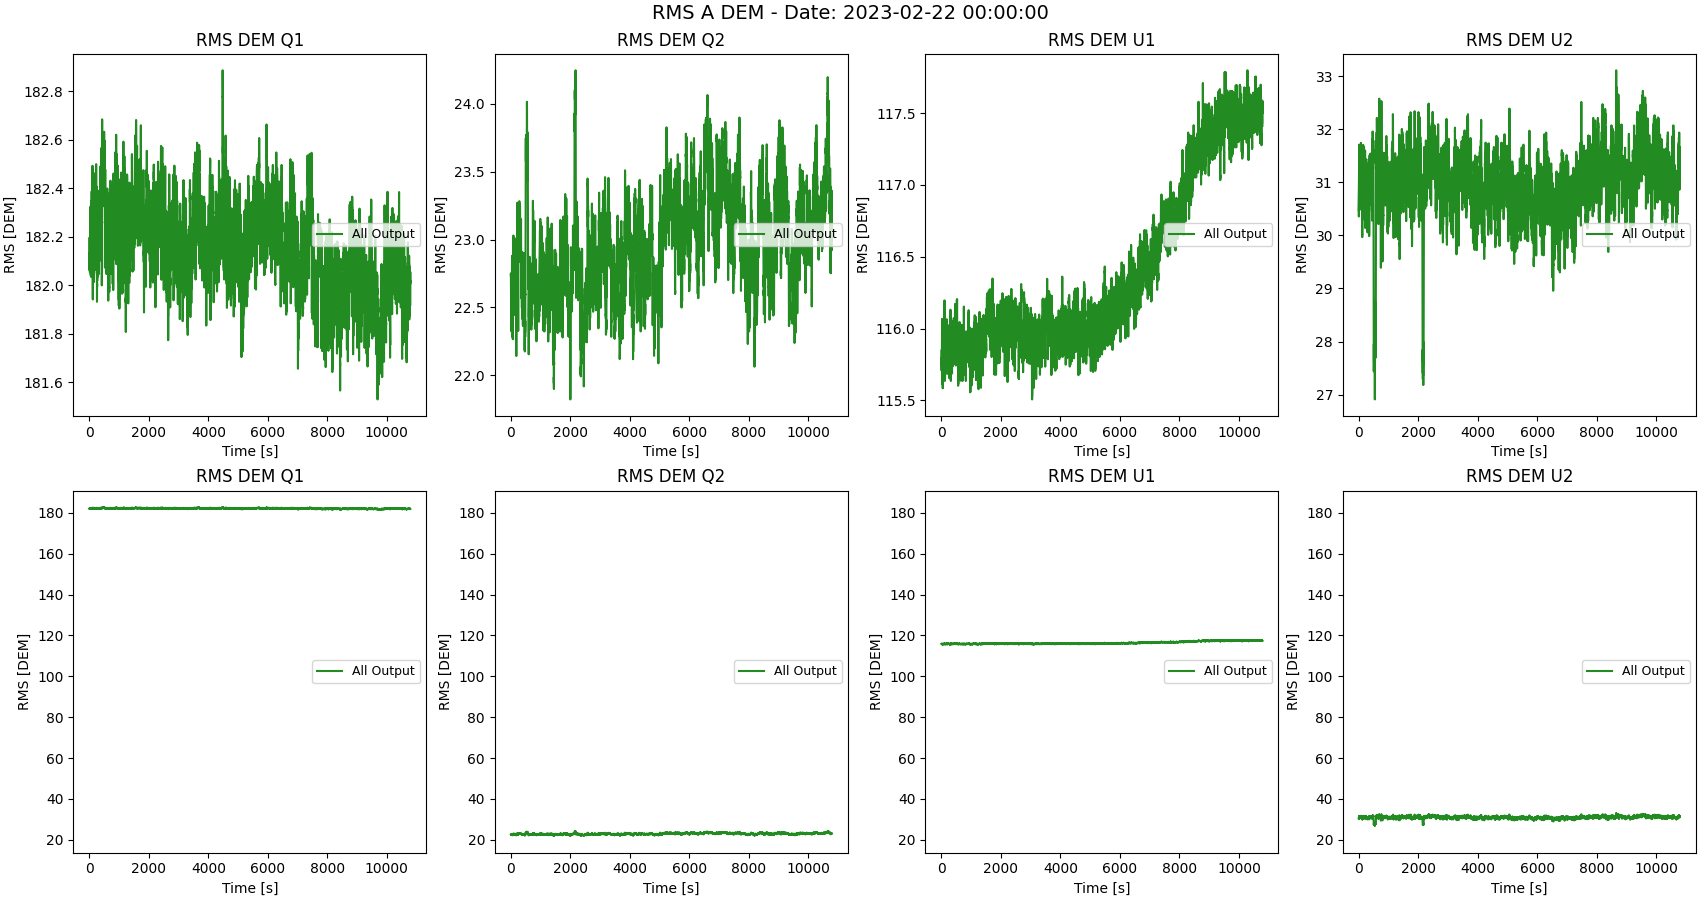 RMS A DEM - Date: 2023-02-22 00:00:00
RMS DEM Q1
RMS [DEM]
182.8
182.6
182.4
182.2
182.0
181.8
181.6
All Output
0 2000 4000 6000 8000 10000
Time [s]
RMS DEM Q2
RMS [DEM]
24.0
23.5
23.0
22.5
22.0
All Output
0 2000 4000 6000 8000 10000
Time [s]
RMS DEM U1
RMS [DEM]
117.5
117.0
116.5
116.0
115.5
All Output
0 2000 4000 6000 8000 10000
Time [s]
RMS DEM U2
RMS [DEM]
33
32
31
30
29
28
27
All Output
0 2000 4000 6000 8000 10000
Time [s]
RMS DEM Q1
RMS [DEM]
180
160
140
120
100
80
60
40
20
All Output
0 2000 4000 6000 8000 10000
Time [s]
RMS DEM Q2
RMS [DEM]
180
160
140
120
100
80
60
40
20
All Output
0 2000 4000 6000 8000 10000
Time [s]
RMS DEM U1
RMS [DEM]
180
160
140
120
100
80
60
40
20
All Output
0 2000 4000 6000 8000 10000
Time [s]
RMS DEM U2
RMS [DEM]
180
160
140
120
100
80
60
40
20
All Output
0 2000 4000 6000 8000 10000
Time [s]